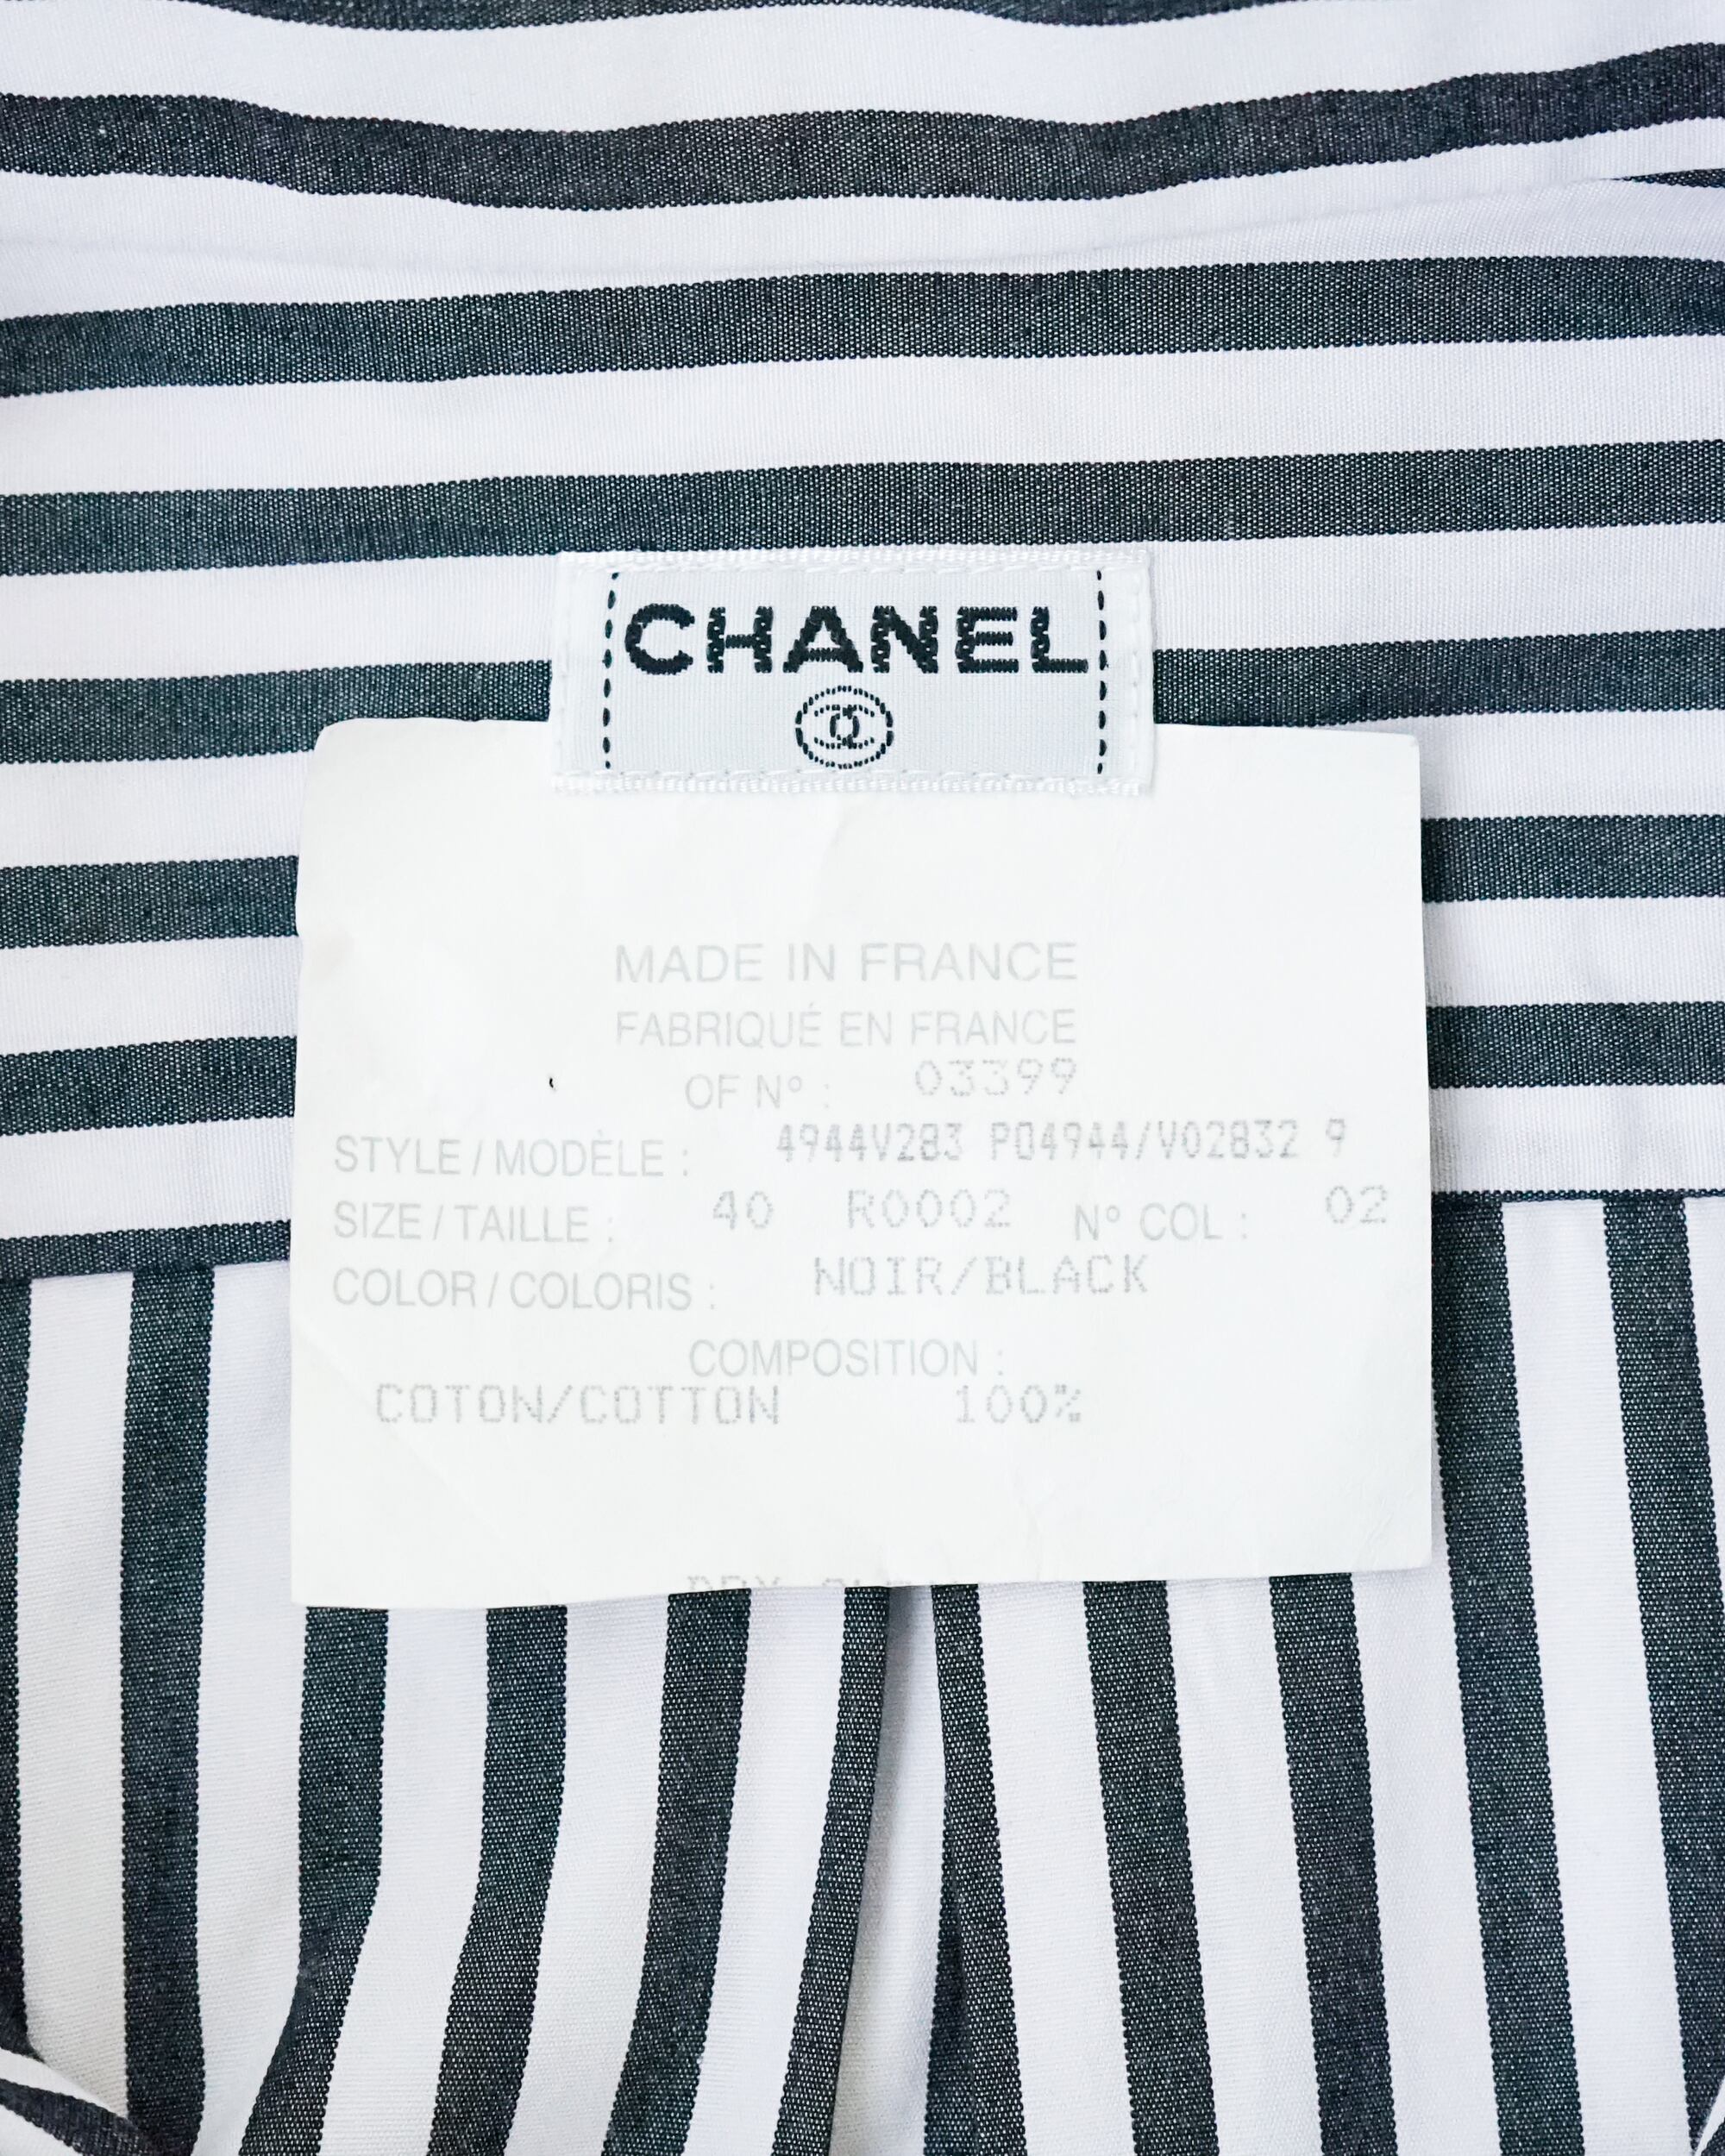 CHANEL
MADE IN FRANCE
FABRIQUÉ EN FRANCE
OF N° : 03399
STYLE / MODÈLE : 4944V283 P04944/V02832 9
SIZE / TAILLE : 40 R0002 N° COL : 02
COLOR / COLORIS : NOIR/BLACK
COMPOSITION :
COTON/COTTON 100%